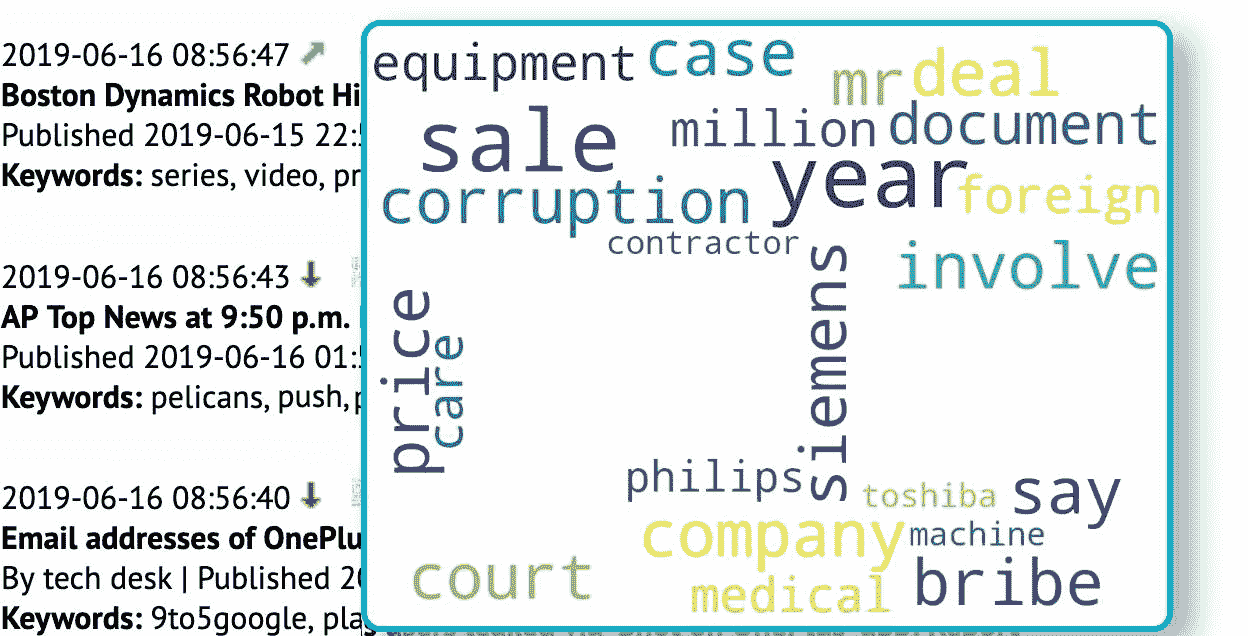 2019-06-16 08:56:47
Boston Dynamics Robot Hi
Published 2019-06-15 22:
Keywords: series, video, pr
2019-06-16 08:56:43
AP Top News at 9:50 p.m.
Published 2019-06-16 01:
Keywords: pelicans, push,
2019-06-16 08:56:40
Email addresses of OnePlu
By tech desk | Published 2
Keywords: 9to5google, pla
equipment case
mr deal
sale million document
corruption year foreign
contractor
involve
price
care
siemens
philips
toshiba say
company machine
court medical bribe